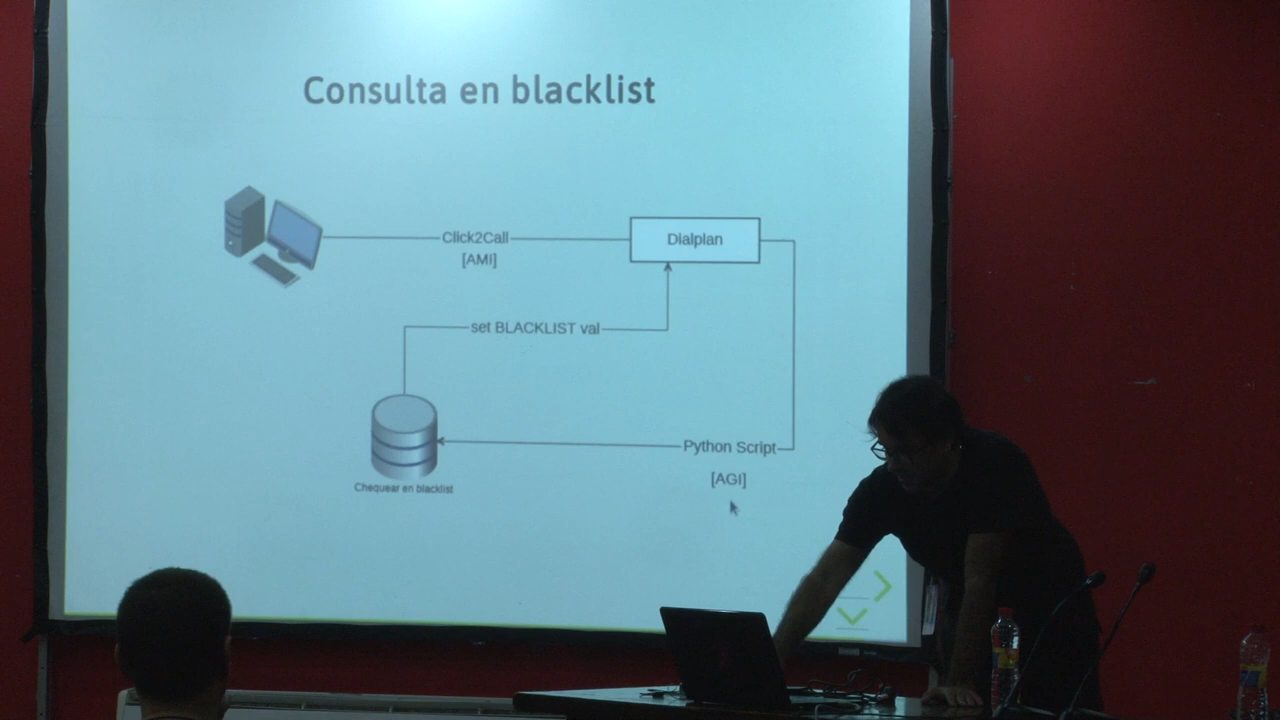 Consulta en blacklist
Click2Call
[AMI]
Dialplan
set BLACKLIST val
Python Script
[AGI]
Chequear en blacklist